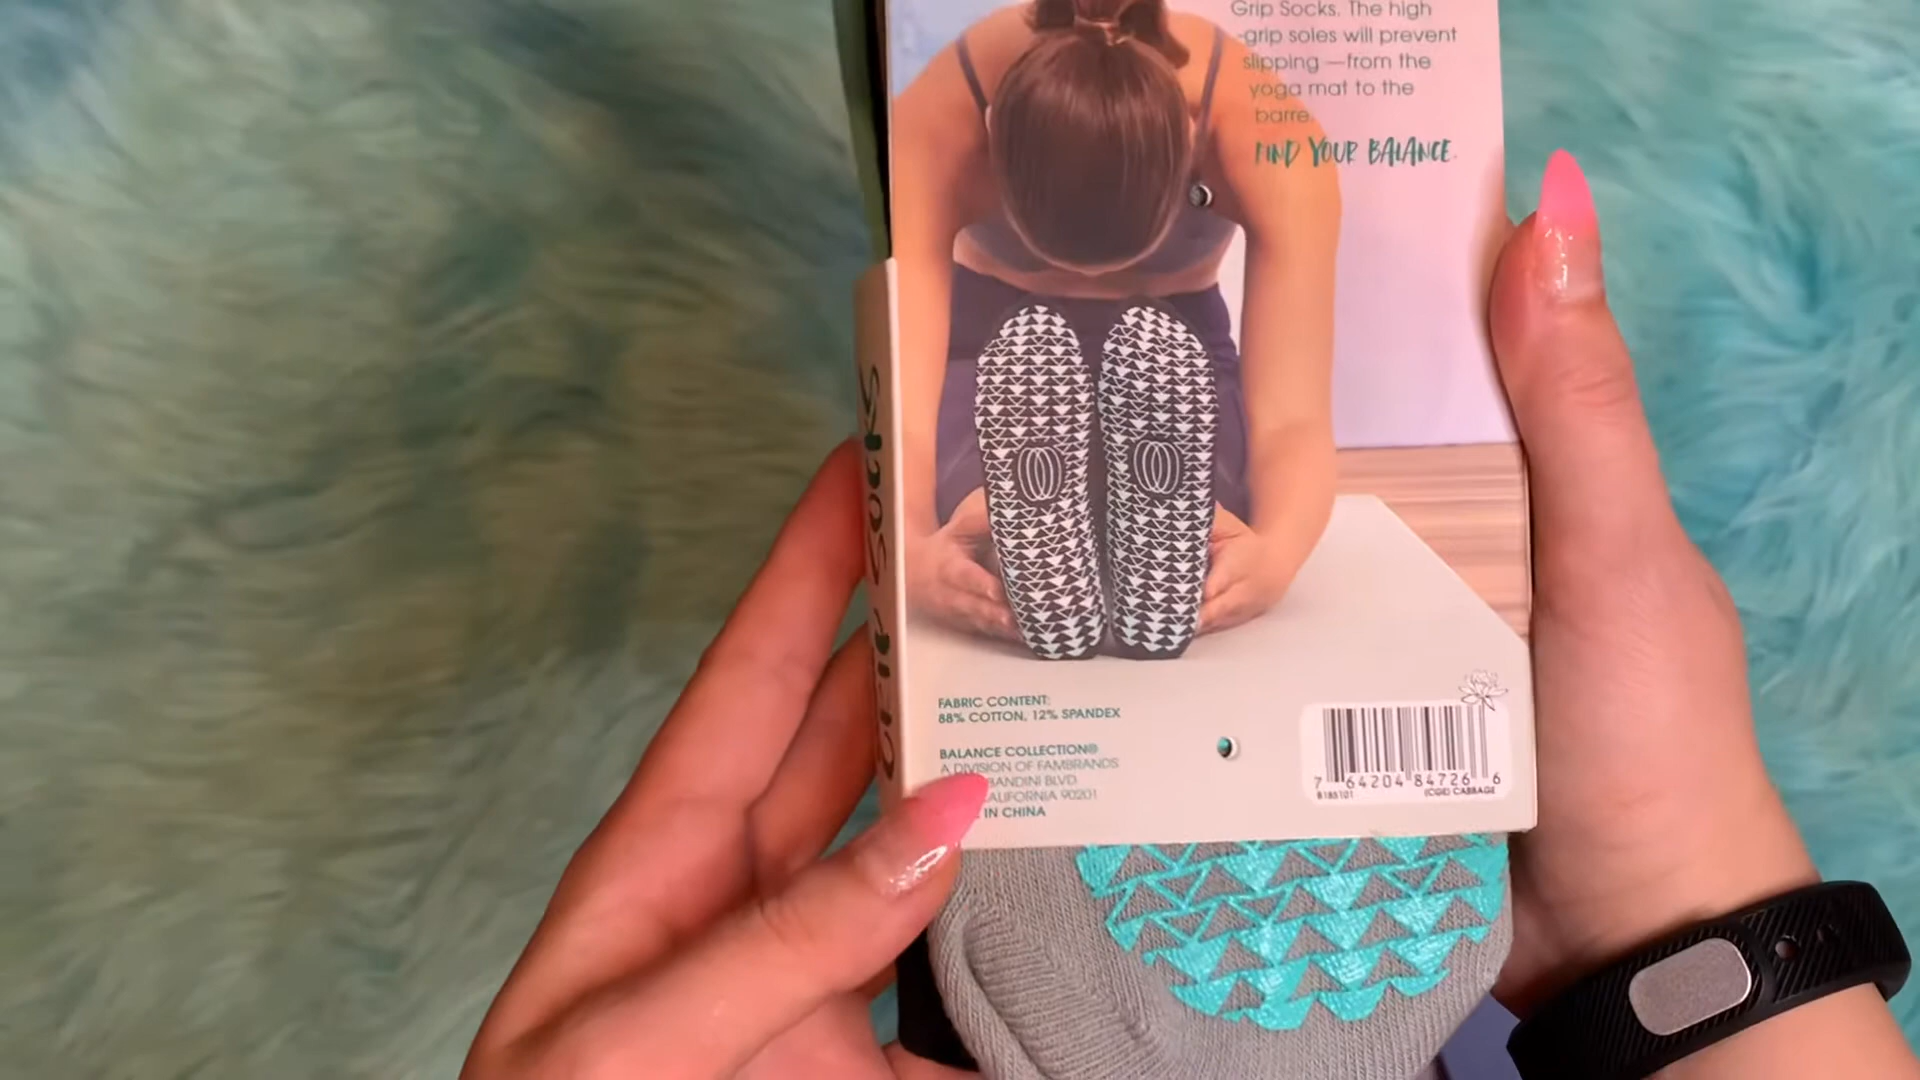 Grip Socks. The high
-grip soles will prevent
slipping —from the
yoga mat to the
barre.
FIND YOUR BALANCE.
GRIP SOCKS
FABRIC CONTENT:
88% COTTON, 12% SPANDEX
BALANCE COLLECTION®
A DIVISION OF FAMBRANDS
BANDINI BLVD
CALIFORNIA 90201
IN CHINA
7 64204 84726 6
B185101 (CGE) CABBAGE